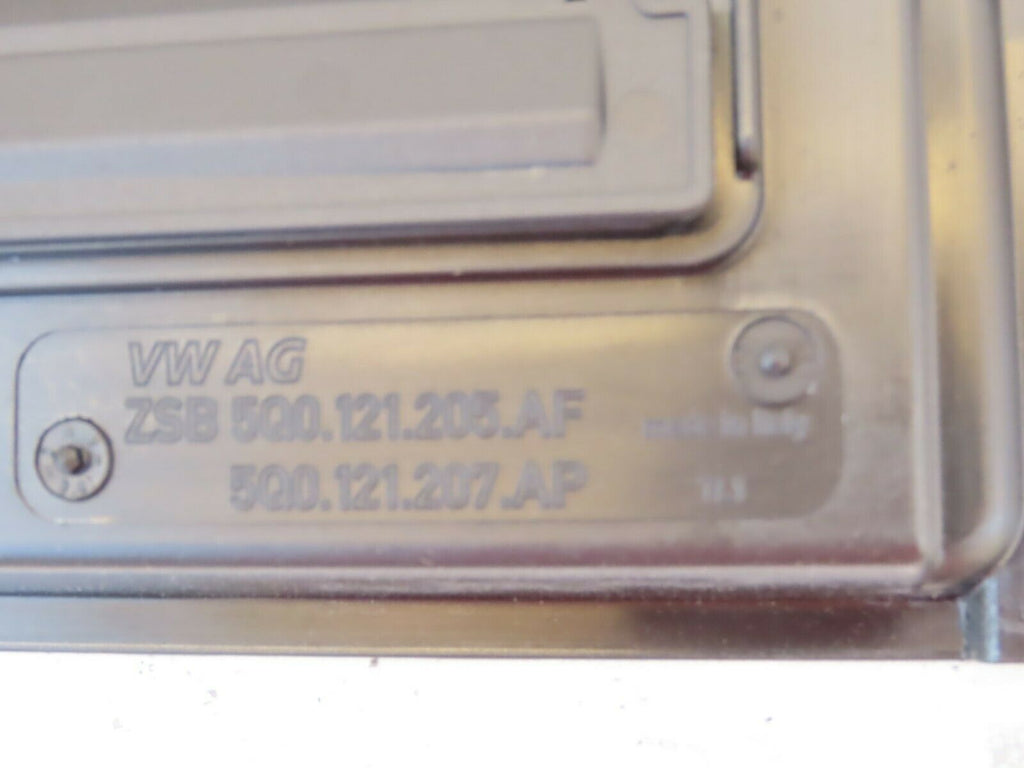 VW AG
ZSB 5Q0.121.205.AF
made in Italy
5Q0.121.207.AP